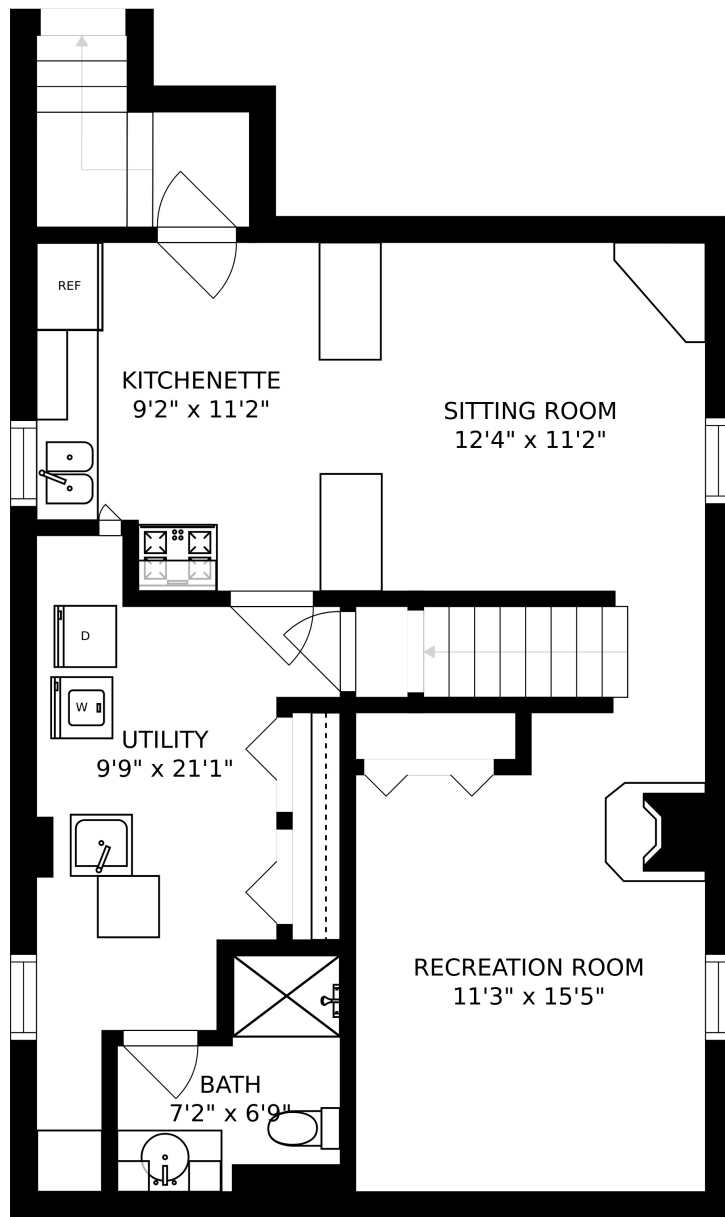 REF
KITCHENETTE
9'2" x 11'2"
SITTING ROOM
12'4" x 11'2"
D
W
UTILITY
9'9" x 21'1"
RECREATION ROOM
11'3" x 15'5"
BATH
7'2" x 6'9"